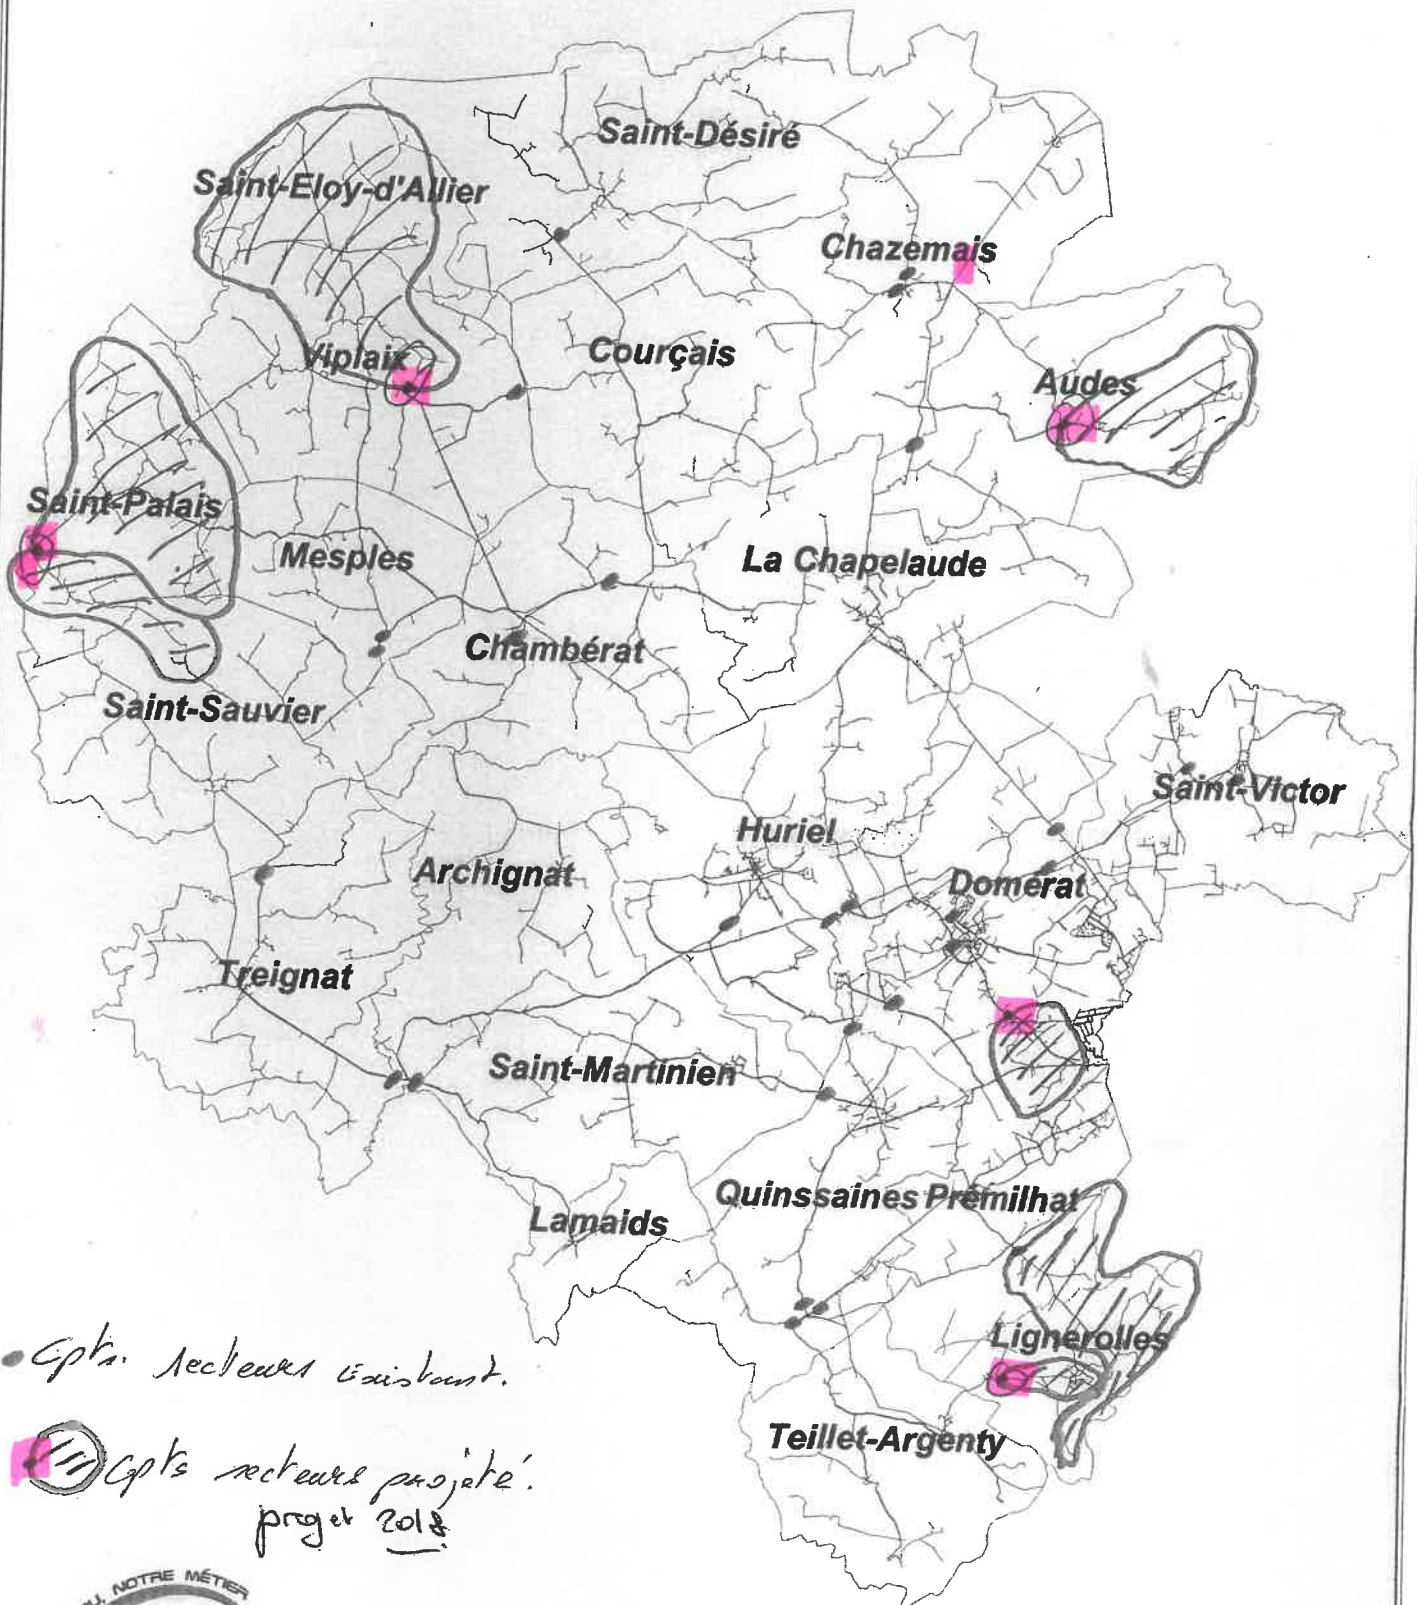 Saint-Désiré
Saint-Eloy-d'Allier
Chazemais
Viplaix
Courçais
Audes
Saint-Palais
Mesples
La Chapelaude
Chambérat
Saint-Sauvier
Saint-Victor
Huriel
Archignat
Domérat
Treignat
Saint-Martinien
Quinssaines Prémilhat
Lamaids
Lignerolles
Teillet-Argenty
Cpts. secteurs existant.
Cpts secteurs projeté.
projet 2018
NOTRE MÉTIER